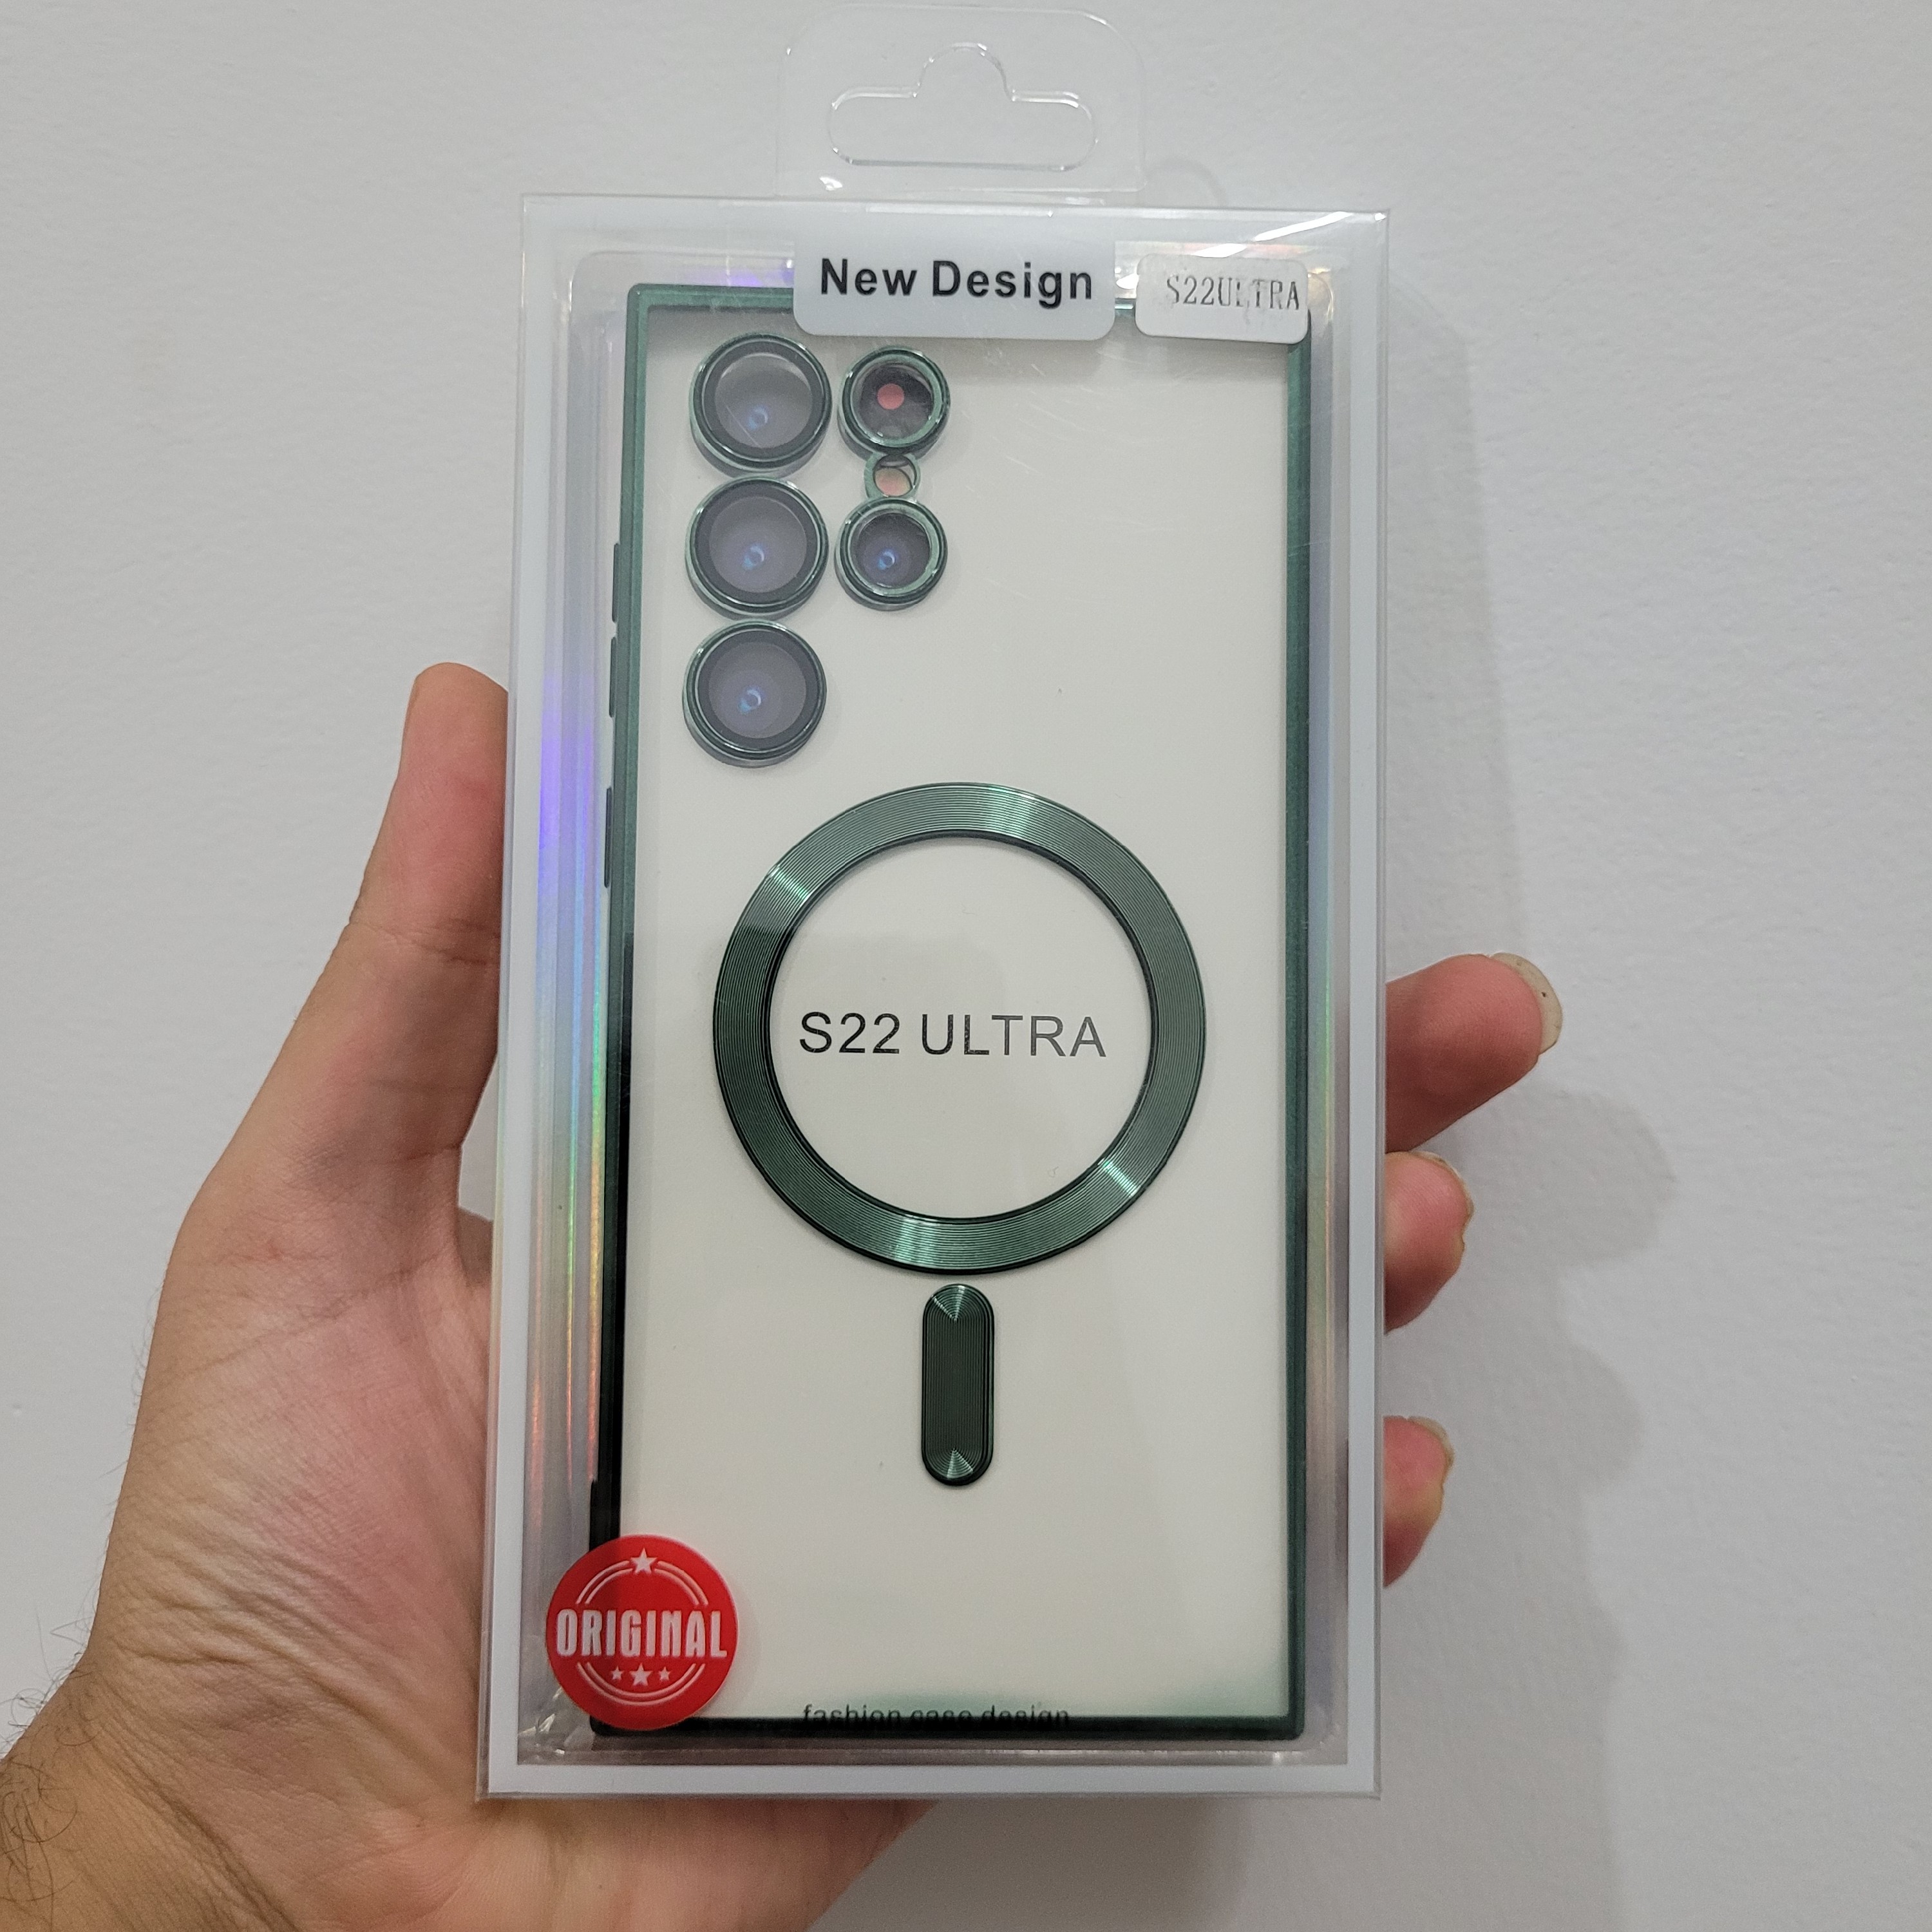 New Design
S22ULTRA
S22 ULTRA
ORIGINAL
fashion case design